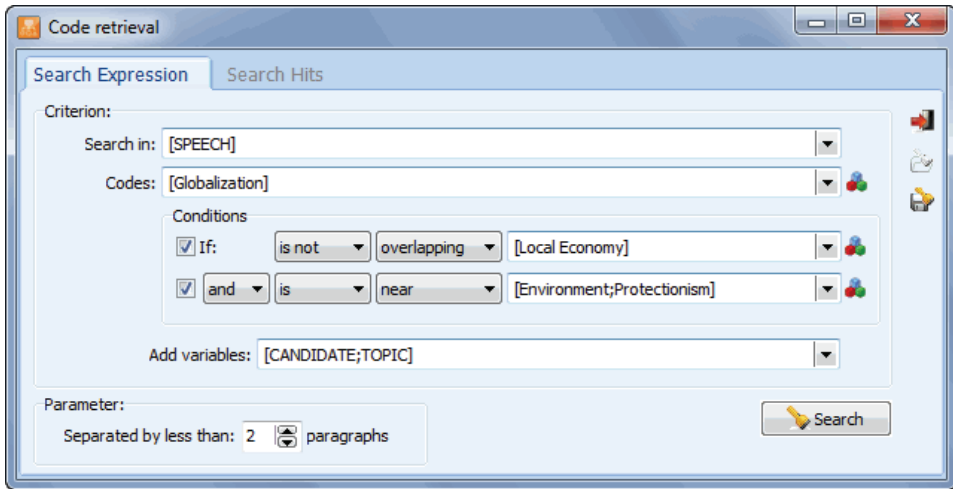 Code retrieval
Search Expression Search Hits
Criterion:
Search in: [SPEECH]
Codes: [Globalization]
Conditions
If: is not overlapping [Local Economy]
and is near [Environment;Protectionism]
Add variables: [CANDIDATE;TOPIC]
Parameter:
Separated by less than: 2 paragraphs
Search